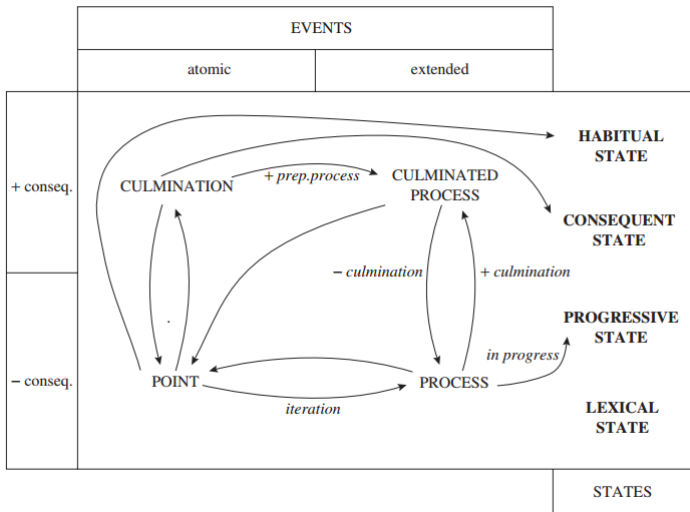 EVENTS
atomic
extended
HABITUAL
STATE
+ prep.process
CULMINATED
PROCESS
+ conseq.
CULMINATION
CONSEQUENT
STATE
− culmination
+ culmination
PROGRESSIVE
STATE
in progress
− conseq.
POINT
PROCESS
iteration
LEXICAL
STATE
STATES